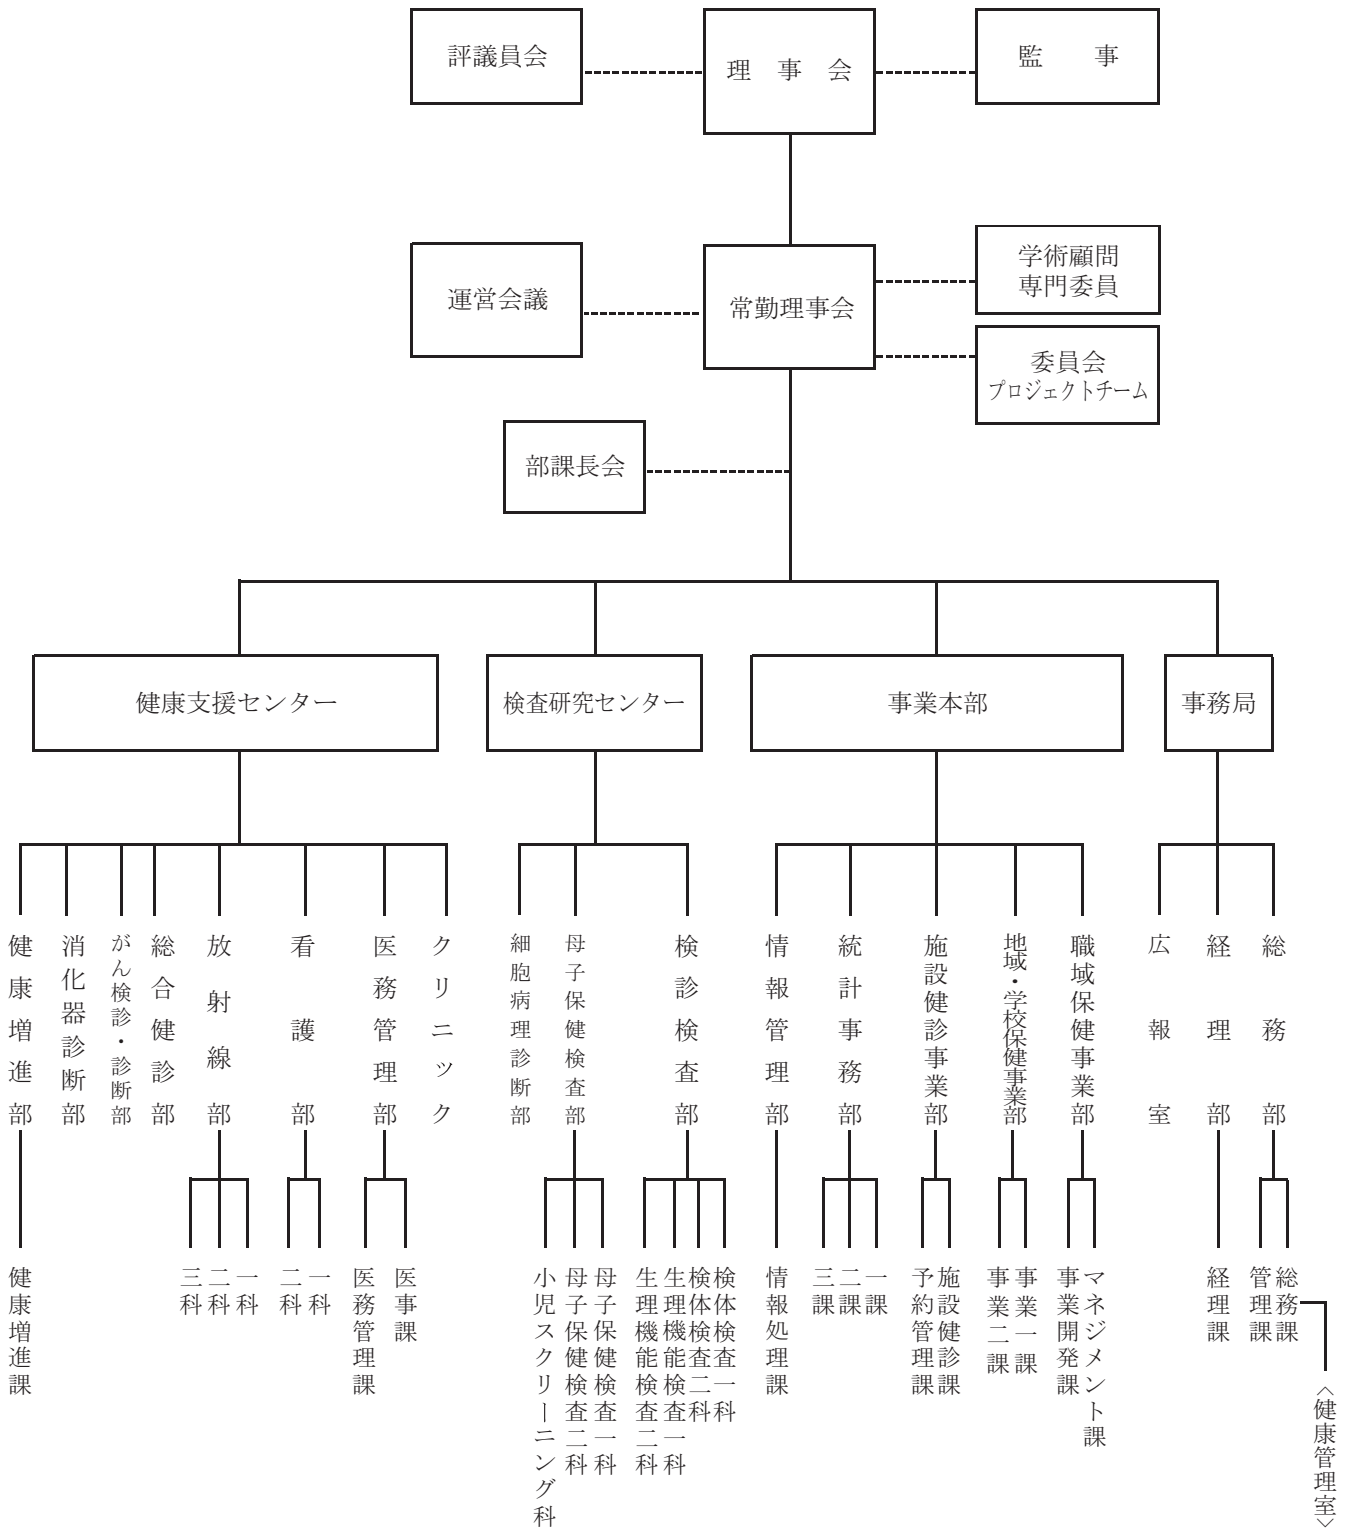 評議員会
理　事　会
監　　事
運営会議
常勤理事会
学術顧問
専門委員
委員会
プロジェクトチーム
部課長会
健康支援センター
検査研究センター
事業本部
事務局
健康増進部
消化器診断部
がん検診・診断部
総合健診部
放射線部
看護部
医務管理部
クリニック
細胞病理診断部
母子保健検査部
検診検査部
情報管理部
統計事務部
施設健診事業部
地域・学校保健事業部
職域保健事業部
広報室
経理部
総務部
健康増進課
三科
二科
一科
二科
一科
医務管理課
医事課
小児スクリーニング科
母子保健検査二科
母子保健検査一科
生理機能検査二科
生理機能検査一科
検体検査二科
検体検査一科
情報処理課
三課
二課
一課
予約管理課
施設健診課
事業二課
事業一課
事業開発課
マネジメント課
経理課
管理課
総務課
〈健康管理室〉